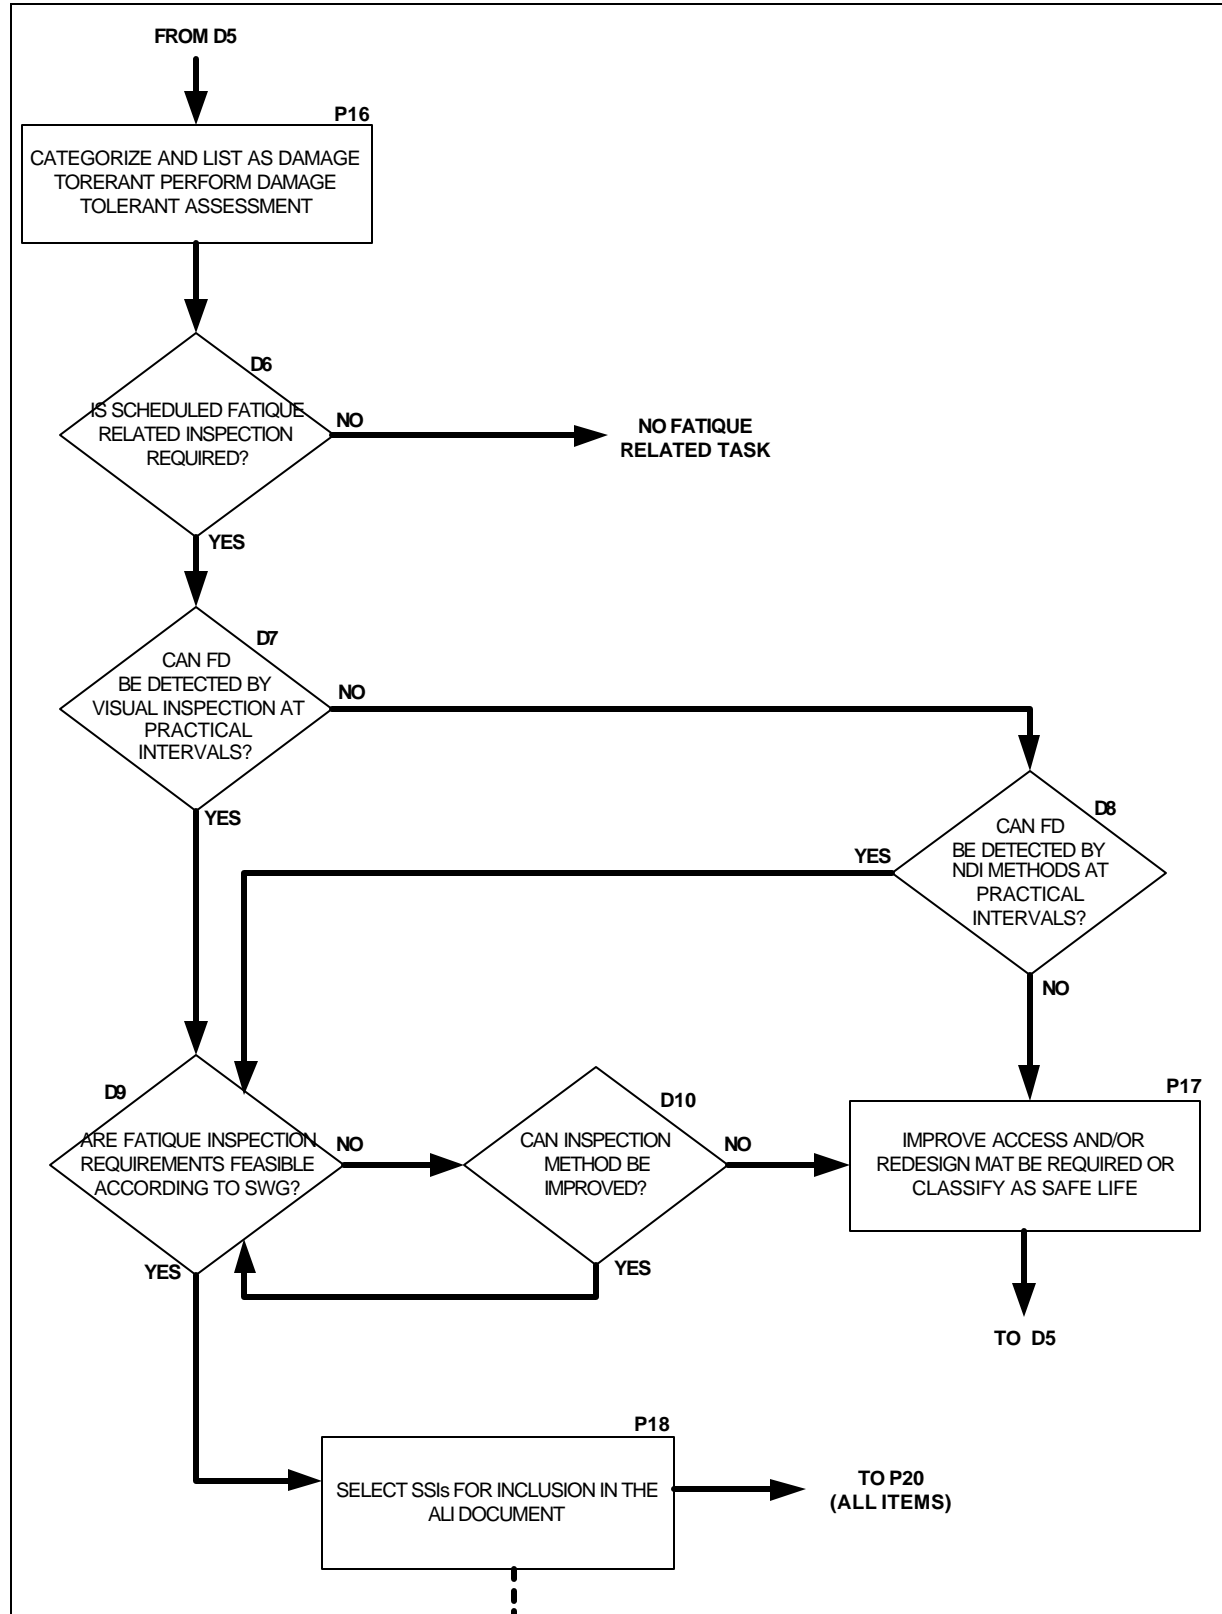 FROM D5
P16
CATEGORIZE AND LIST AS DAMAGE
TORERANT PERFORM DAMAGE
TOLERANT ASSESSMENT
D6
IS SCHEDULED FATIQUE
RELATED INSPECTION
REQUIRED?
NO
NO FATIQUE
RELATED TASK
YES
D7
CAN FD
BE DETECTED BY
VISUAL INSPECTION AT
PRACTICAL
INTERVALS?
NO
YES
D8
CAN FD
BE DETECTED BY
NDI METHODS AT
PRACTICAL
INTERVALS?
YES
NO
D9
ARE FATIQUE INSPECTION
REQUIREMENTS FEASIBLE
ACCORDING TO SWG?
NO
YES
D10
CAN INSPECTION
METHOD BE
IMPROVED?
NO
YES
P17
IMPROVE ACCESS AND/OR
REDESIGN MAT BE REQUIRED OR
CLASSIFY AS SAFE LIFE
TO D5
P18
SELECT SSIs FOR INCLUSION IN THE
ALI DOCUMENT
TO P20
(ALL ITEMS)